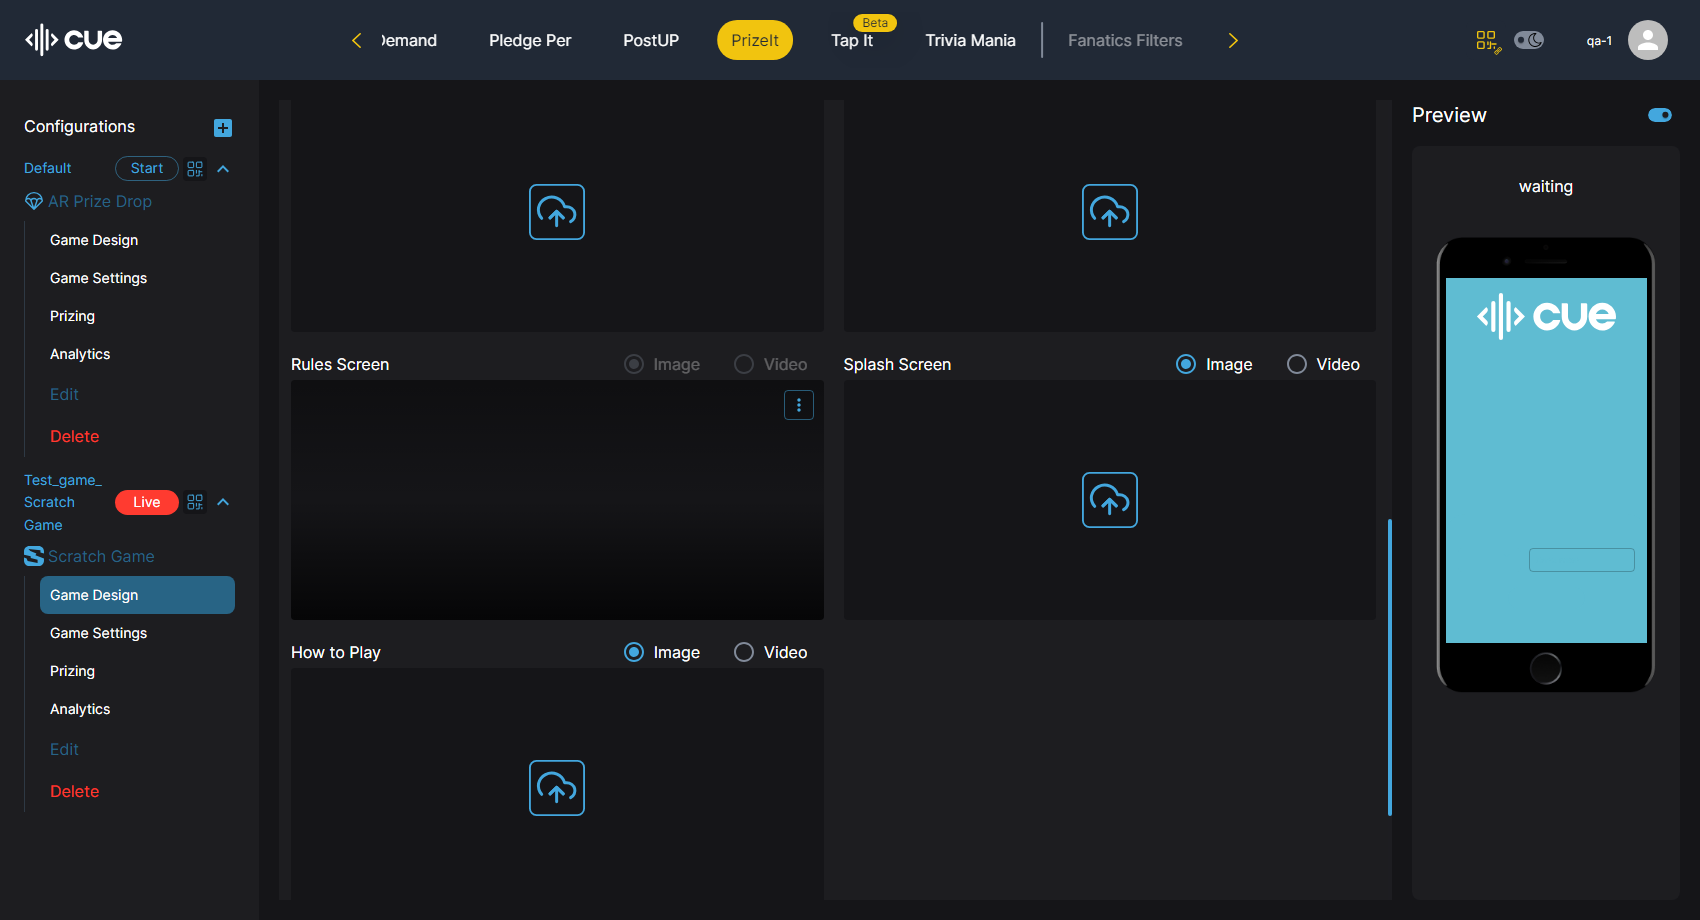 cue
Demand
Pledge Per
PostUP
PrizeIt
Beta
Tap It
Trivia Mania
Fanatics Filters
qa-1
Configurations
Default
Start
AR Prize Drop
Game Design
Game Settings
Prizing
Analytics
Edit
Delete
Test_game_
Scratch
Game
Live
Scratch Game
Game Design
Game Settings
Prizing
Analytics
Edit
Delete
Rules Screen
Image
Video
Splash Screen
Image
Video
How to Play
Image
Video
Preview
waiting
cue